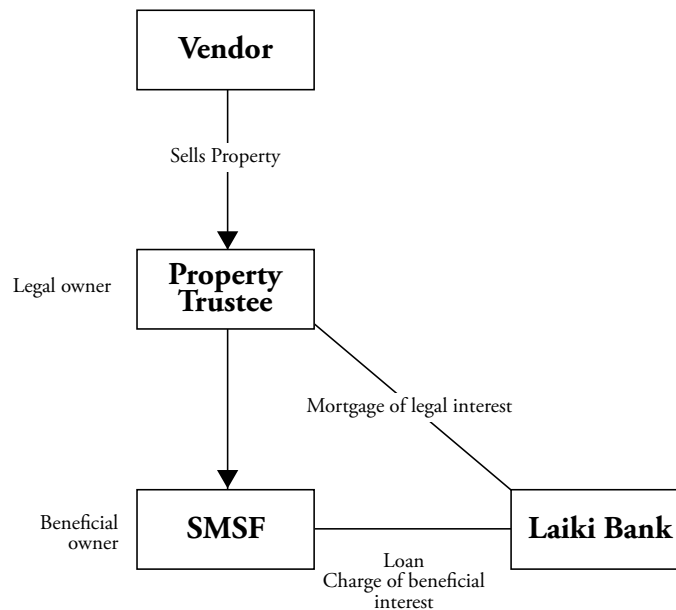 Vendor
Sells Property
Legal owner
Property
Trustee
Mortgage of legal interest
Beneficial
owner
SMSF
Laiki Bank
Loan
Charge of beneficial
interest